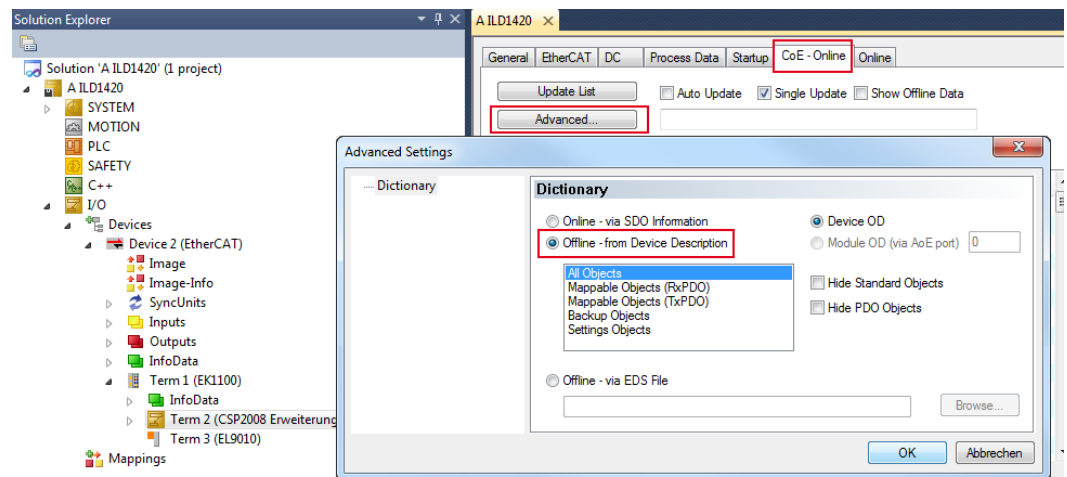 Solution Explorer
Solution 'A ILD1420' (1 project)
A ILD1420
SYSTEM
MOTION
PLC
SAFETY
C++
I/O
Devices
Device 2 (EtherCAT)
Image
Image-Info
SyncUnits
Inputs
Outputs
InfoData
Term 1 (EK1100)
InfoData
Term 2 (CSP2008 Erweiterung
Term 3 (EL9010)
Mappings
A ILD1420
General EtherCAT DC Process Data Startup CoE - Online Online
Update List Auto Update Single Update Show Offline Data
Advanced...
Advanced Settings
Dictionary
Dictionary
Online - via SDO Information Device OD
Offline - from Device Description Module OD (via AoE port) 0
All Objects
Mappable Objects (RxPDO)
Mappable Objects (TxPDO)
Backup Objects
Settings Objects
Hide Standard Objects
Hide PDO Objects
Offline - via EDS File
Browse...
OK Abbrechen